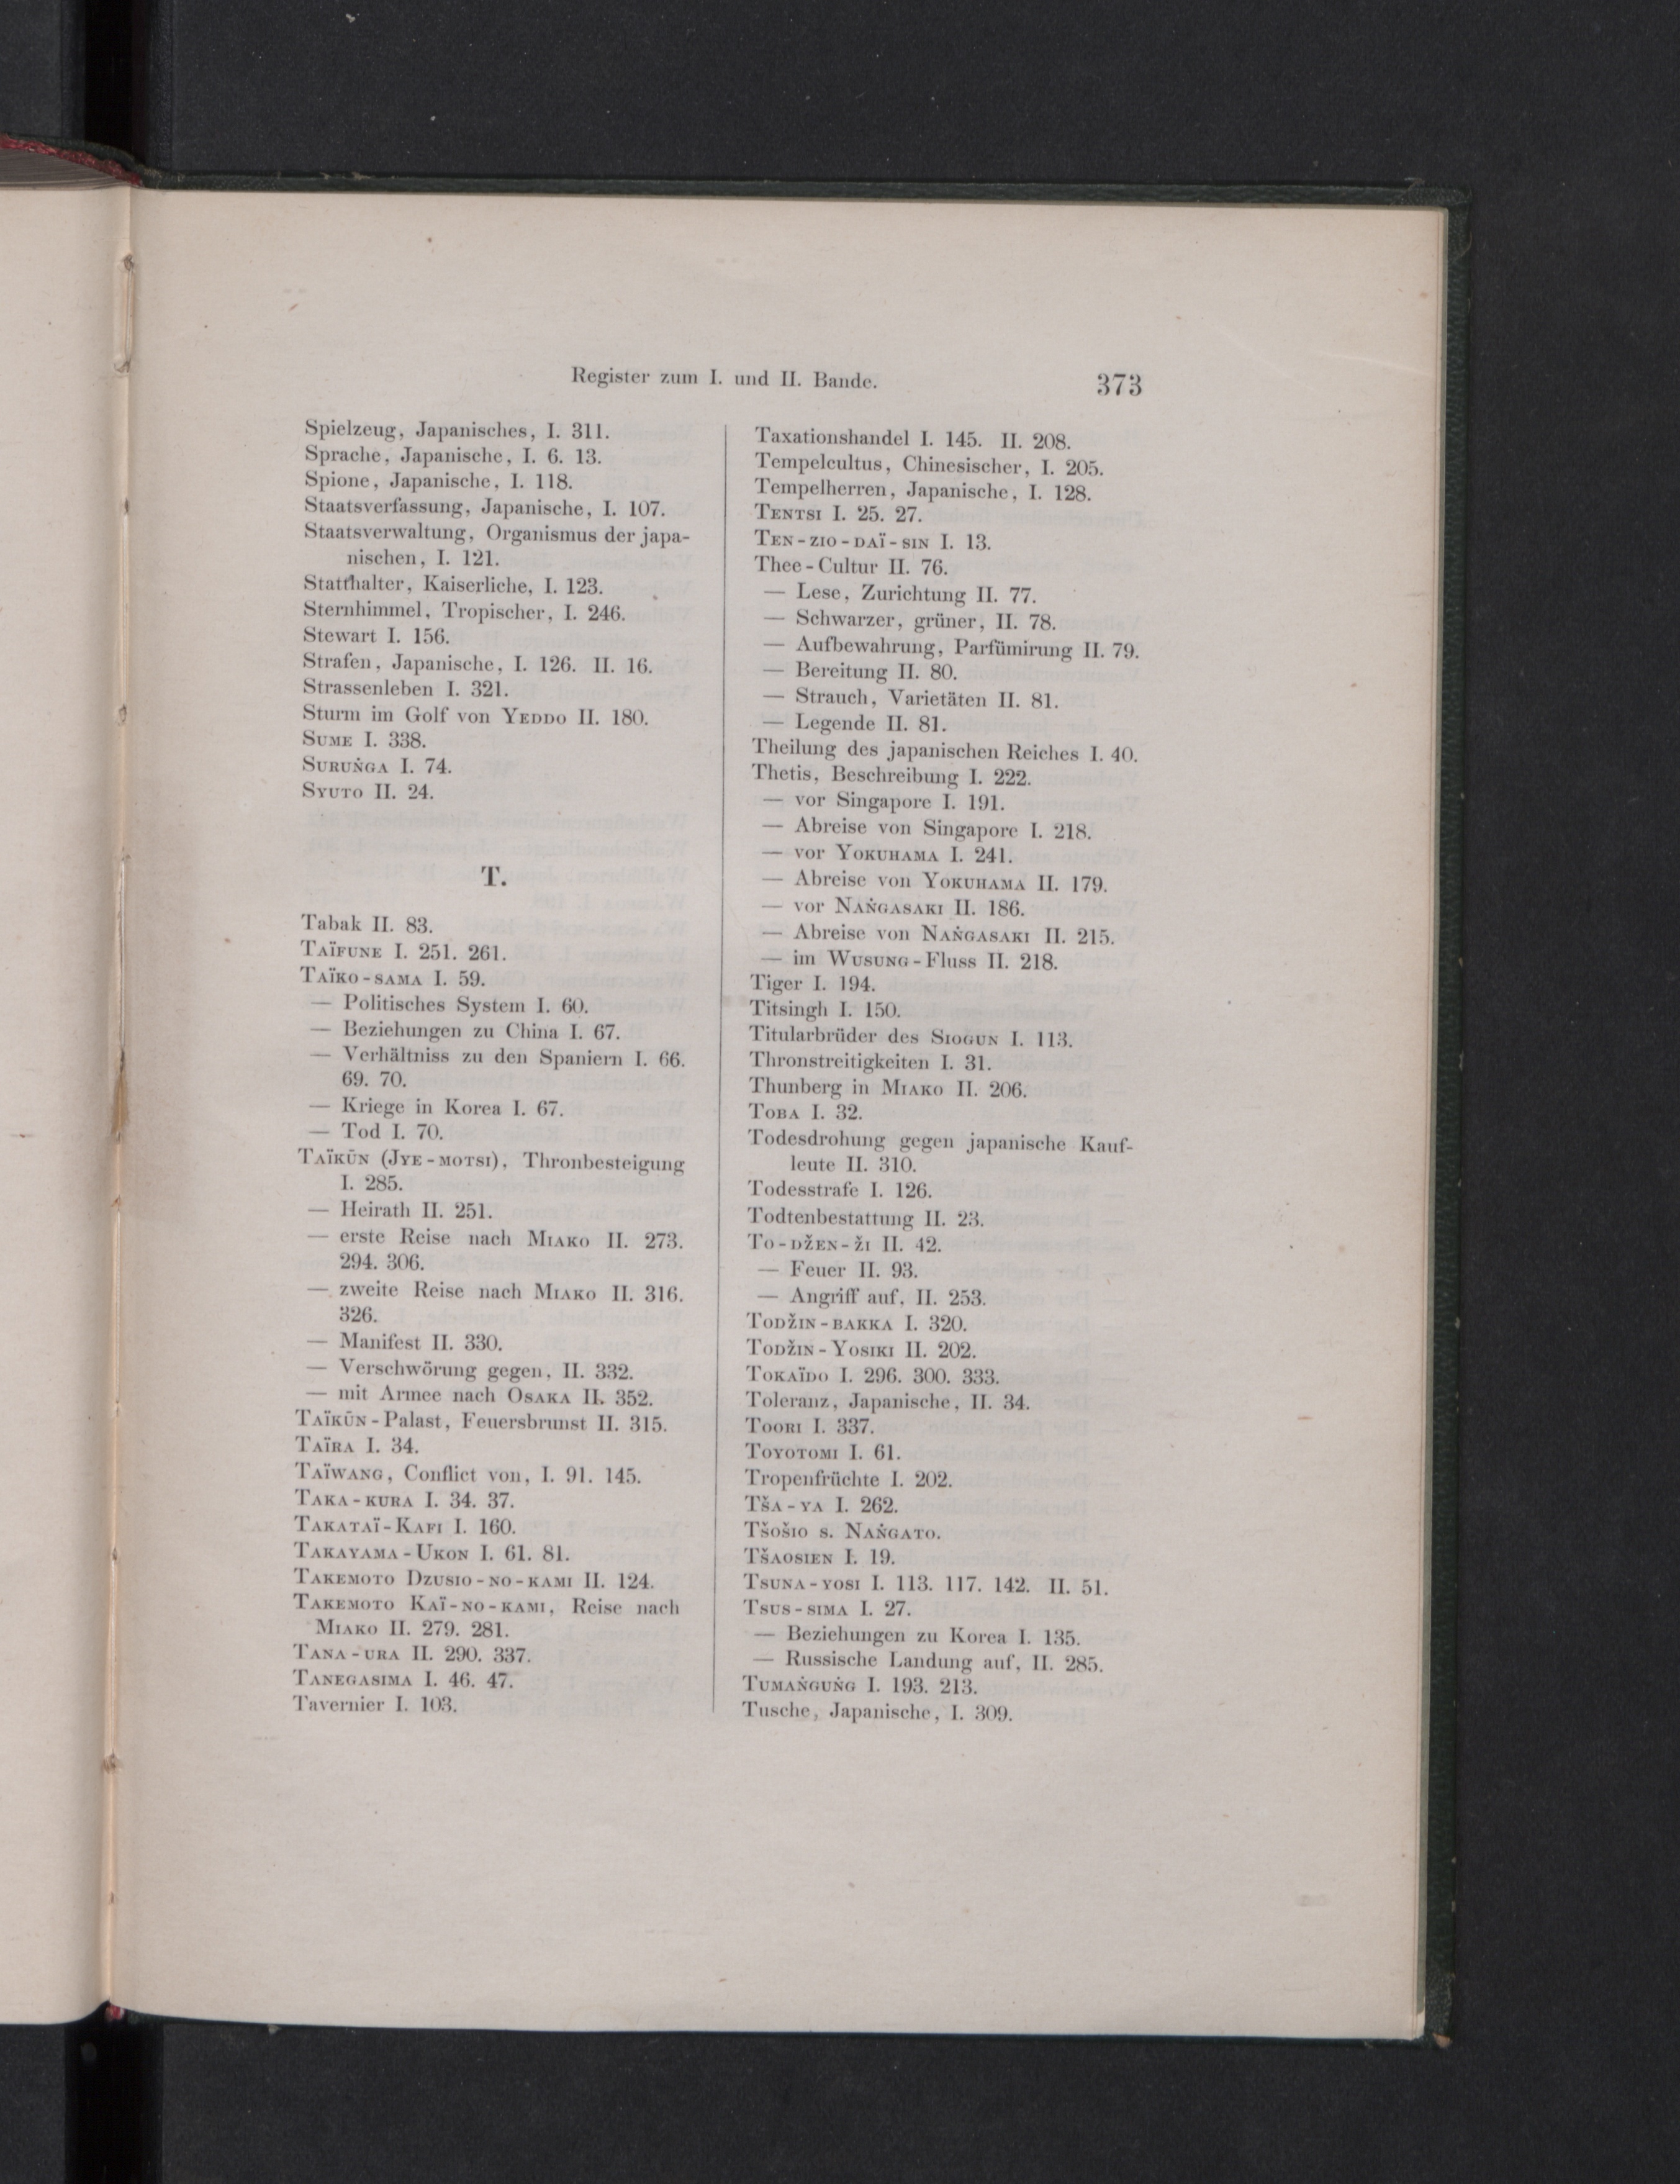 Register zum I. und II. Bande.
373
Spielzeug, Japanisches, I. 311.
Sprache, Japanische, I. 6. 13.
Spione, Japanische, I. 118.
Staatsverfassung, Japanische, I. 107.
Staatsverwaltung, Organismus der japa-
nischen, I. 121.
Statthalter, Kaiserliche, I. 123.
Sternhimmel, Tropischer, I. 246.
Stewart I. 156.
Strafen, Japanische, I. 126. II. 16.
Strassenleben I. 321.
Sturm im Golf von YEDDO II. 180.
SUME I. 338.
SURUṄGA I. 74.
SYUTO II. 24.
T.
Tabak II. 83.
TAÏFUNE I. 251. 261.
TAÏKO-SAMA I. 59.
— Politisches System I. 60.
— Beziehungen zu China I. 67.
— Verhältniss zu den Spaniern I. 66.
69. 70.
— Kriege in Korea I. 67.
— Tod I. 70.
TAÏKŪN (JYE-MOTSI), Thronbesteigung
I. 285.
— Heirath II. 251.
— erste Reise nach MIAKO II. 273.
294. 306.
— zweite Reise nach MIAKO II. 316.
326.
— Manifest II. 330.
— Verschwörung gegen, II. 332.
— mit Armee nach OSAKA II. 352.
TAÏKŪN-Palast, Feuersbrunst II. 315.
TAÏRA I. 34.
TAÏWANG, Conflict von, I. 91. 145.
TAKA-KURA I. 34. 37.
TAKATAÏ-KAFI I. 160.
TAKAYAMA-UKON I. 61. 81.
TAKEMOTO DZUSIO-NO-KAMI II. 124.
TAKEMOTO KAÏ-NO-KAMI, Reise nach
MIAKO II. 279. 281.
TANA-URA II. 290. 337.
TANEGASIMA I. 46. 47.
Tavernier I. 103.
Taxationshandel I. 145. II. 208.
Tempelcultus, Chinesischer, I. 205.
Tempelherren, Japanische, I. 128.
TENTSI I. 25. 27.
TEN-ZIO-DAÏ-SIN I. 13.
Thee-Cultur II. 76.
— Lese, Zurichtung II. 77.
— Schwarzer, grüner, II. 78.
— Aufbewahrung, Parfümirung II. 79.
— Bereitung II. 80.
— Strauch, Varietäten II. 81.
— Legende II. 81.
Theilung des japanischen Reiches I. 40.
Thetis, Beschreibung I. 222.
— vor Singapore I. 191.
— Abreise von Singapore I. 218.
— vor YOKUHAMA I. 241.
— Abreise von YOKUHAMA II. 179.
— vor NAṄGASAKI II. 186.
— Abreise von NAṄGASAKI II. 215.
— im WUSUNG-Fluss II. 218.
Tiger I. 194.
Titsingh I. 150.
Titularbrüder des SIOGUN I. 113.
Thronstreitigkeiten I. 31.
Thunberg in MIAKO II. 206.
TOBA I. 32.
Todesdrohung gegen japanische Kauf-
leute II. 310.
Todesstrafe I. 126.
Todtenbestattung II. 23.
TO-DŽEN-ŽI II. 42.
— Feuer II. 93.
— Angriff auf, II. 253.
TODŽIN-BAKKA I. 320.
TODŽIN-YOSIKI II. 202.
TOKAÏDO I. 296. 300. 333.
Toleranz, Japanische, II. 34.
TOORI I. 337.
TOYOTOMI I. 61.
Tropenfrüchte I. 202.
TŠA-YA I. 262.
TŠOŠIO s. NAṄGATO.
TŠAOSIEN I. 19.
TSUNA-YOSI I. 113. 117. 142. II. 51.
TSUS-SIMA I. 27.
— Beziehungen zu Korea I. 135.
— Russische Landung auf, II. 285.
TUMAṄGUṄG I. 193. 213.
Tusche, Japanische, I. 309.